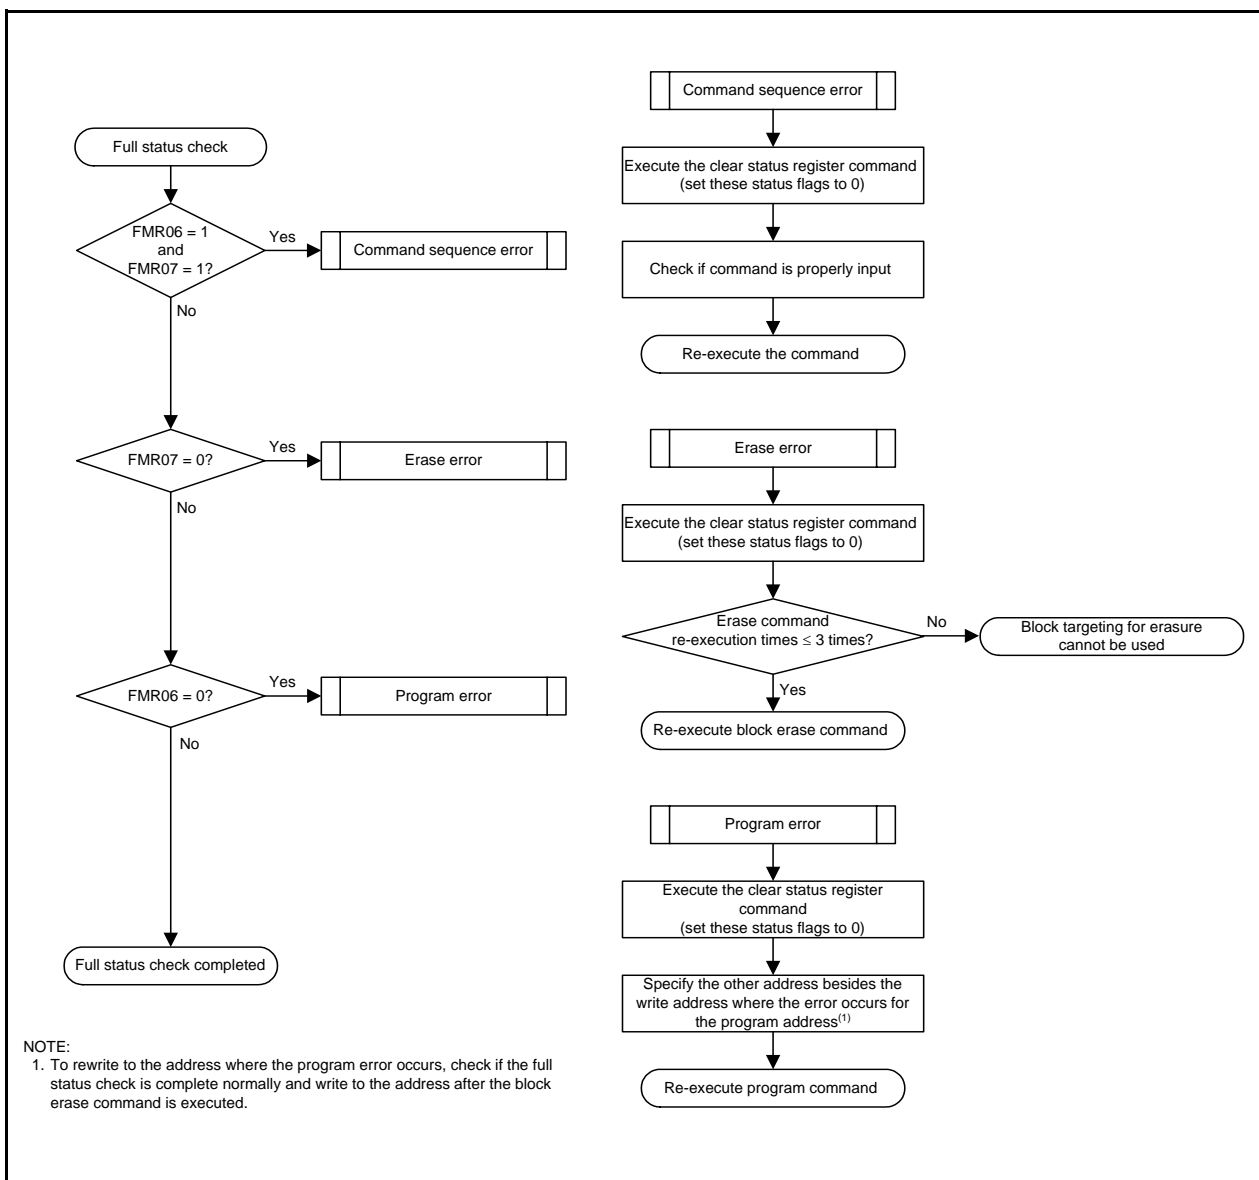 Full status check
FMR06 = 1
and
FMR07 = 1?
Yes
Command sequence error
No
FMR07 = 0?
Yes
Erase error
No
FMR06 = 0?
Yes
Program error
No
Full status check completed
NOTE:
1. To rewrite to the address where the program error occurs, check if the full
status check is complete normally and write to the address after the block
erase command is executed.
Command sequence error
Execute the clear status register command
(set these status flags to 0)
Check if command is properly input
Re-execute the command
Erase error
Execute the clear status register command
(set these status flags to 0)
Erase command
re-execution times ≤ 3 times?
No
Block targeting for erasure
cannot be used
Yes
Re-execute block erase command
Program error
Execute the clear status register
command
(set these status flags to 0)
Specify the other address besides the
write address where the error occurs for
the program address(1)
Re-execute program command